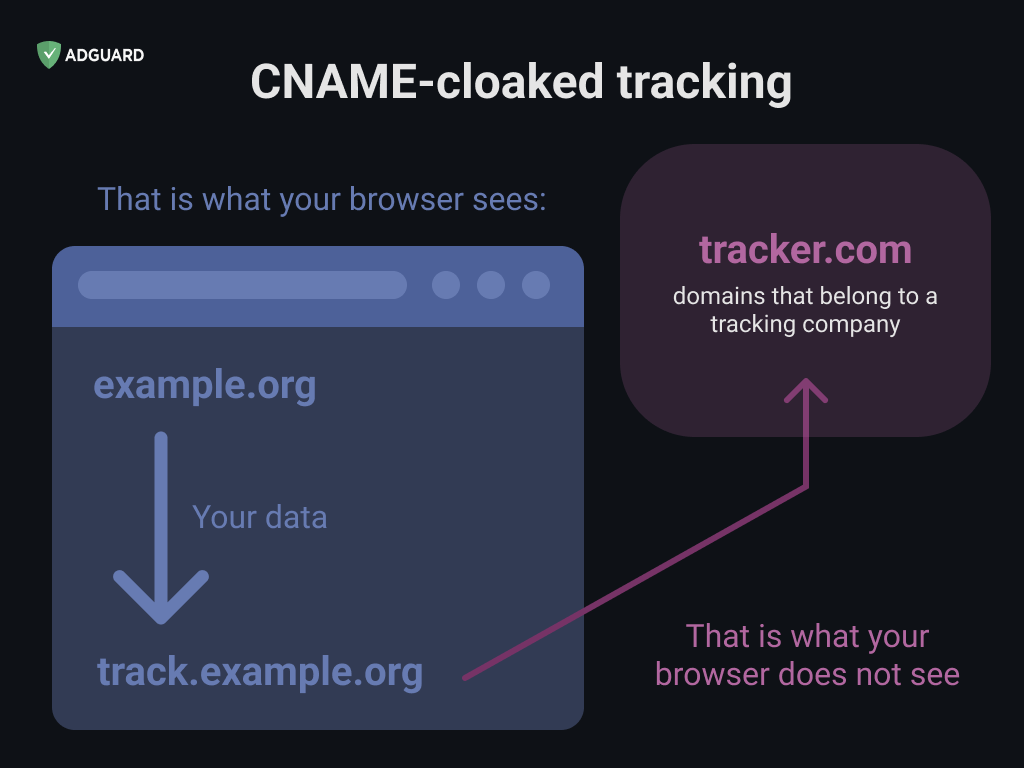 ADGUARD
CNAME-cloaked tracking
That is what your browser sees:
example.org
Your data
track.example.org
tracker.com
domains that belong to a
tracking company
That is what your
browser does not see